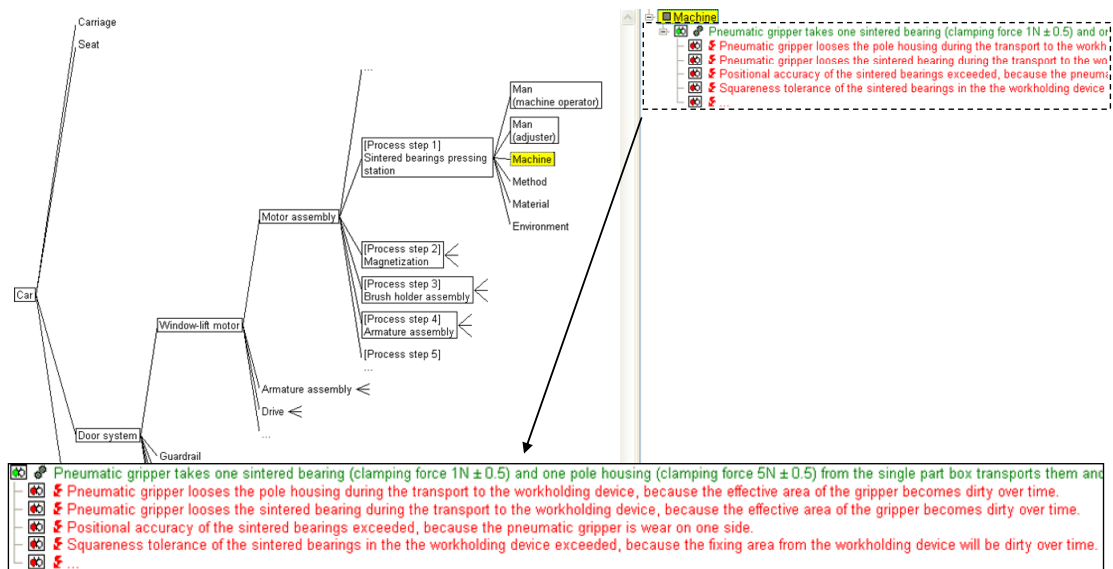 Carriage
Seat
...
Man
(machine operator)
Man
(adjuster)
[Process step 1]
Sintered bearings pressing
station
Machine
Method
Material
Environment
Motor assembly
[Process step 2]
Magnetization
[Process step 3]
Brush holder assembly
[Process step 4]
Armature assembly
[Process step 5]
...
Car
Window-lift motor
Armature assembly
Drive
...
Door system
Guardrail
Machine
Pneumatic gripper takes one sintered bearing (clamping force 1N ± 0.5) and or
Pneumatic gripper looses the pole housing during the transport to the workh
Pneumatic gripper looses the sintered bearing during the transport to the wo
Positional accuracy of the sintered bearings exceeded, because the pneuma
Squareness tolerance of the sintered bearings in the the workholding device
...
Pneumatic gripper takes one sintered bearing (clamping force 1N ± 0.5) and one pole housing (clamping force 5N ± 0.5) from the single part box transports them and
Pneumatic gripper looses the pole housing during the transport to the workholding device, because the effective area of the gripper becomes dirty over time.
Pneumatic gripper looses the sintered bearing during the transport to the workholding device, because the effective area of the gripper becomes dirty over time.
Positional accuracy of the sintered bearings exceeded, because the pneumatic gripper is wear on one side.
Squareness tolerance of the sintered bearings in the the workholding device exceeded, because the fixing area from the workholding device will be dirty over time.
...